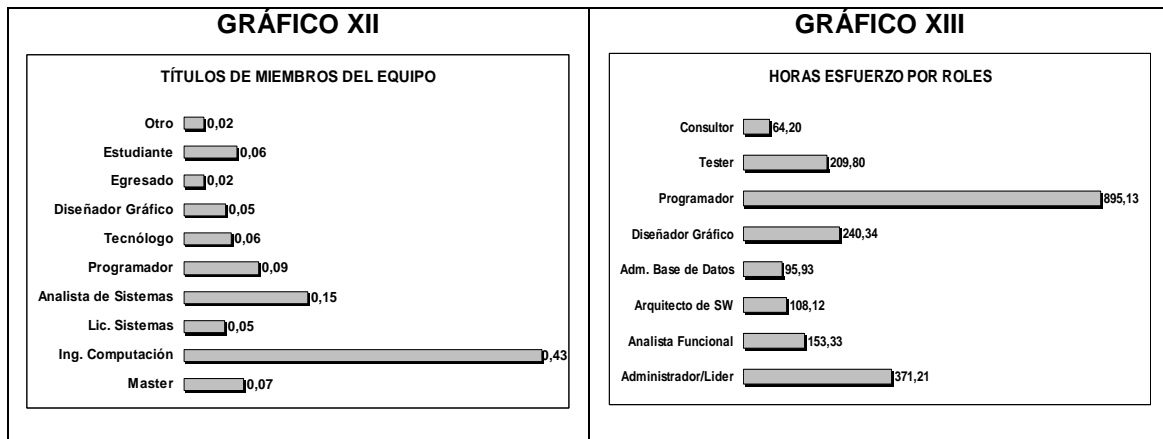 GRÁFICO XII
TÍTULOS DE MIEMBROS DEL EQUIPO
Otro 0,02
Estudiante 0,06
Egresado 0,02
Diseñador Gráfico 0,05
Tecnólogo 0,06
Programador 0,09
Analista de Sistemas 0,15
Lic. Sistemas 0,05
Ing. Computación 0,43
Master 0,07
GRÁFICO XIII
HORAS ESFUERZO POR ROLES
Consultor 64,20
Tester 209,80
Programador 895,13
Diseñador Gráfico 240,34
Adm. Base de Datos 95,93
Arquitecto de SW 108,12
Analista Funcional 153,33
Administrador/Lider 371,21